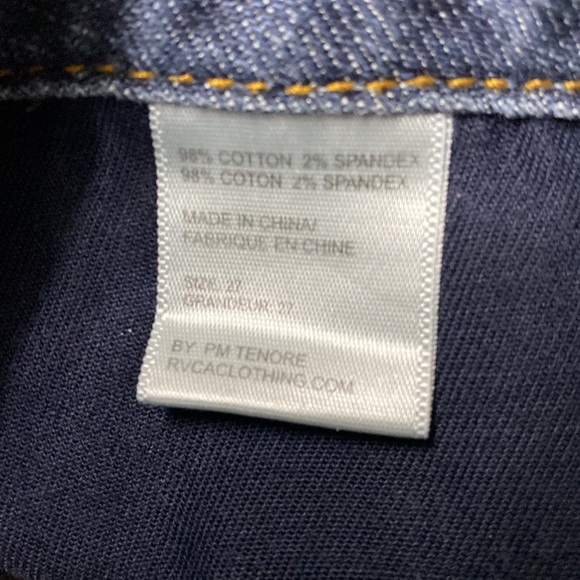 98% COTTON 2% SPANDEX
98% COTON 2% SPANDEX
MADE IN CHINA/
FABRIQUE EN CHINE
SIZE: 27
GRANDEUR: 27
BY PM TENORE
RVCACLOTHING.COM